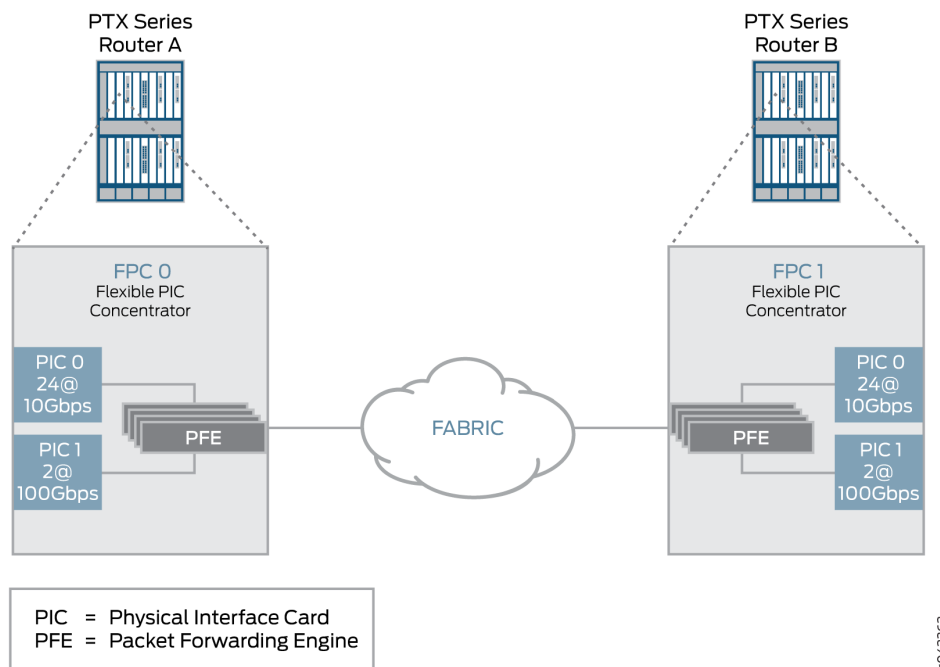 PTX Series
Router A
PTX Series
Router B
FPC 0
Flexible PIC
Concentrator
PIC 0
24@
10Gbps
PIC 1
2@
100Gbps
PFE
FABRIC
FPC 1
Flexible PIC
Concentrator
PFE
PIC 0
24@
10Gbps
PIC 1
2@
100Gbps
PIC = Physical Interface Card
PFE = Packet Forwarding Engine